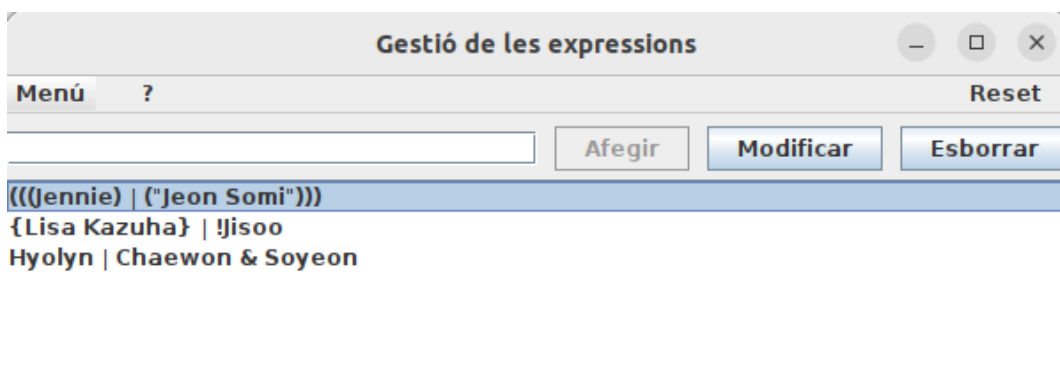 Gestió de les expressions
Menú ? Reset
Afegir Modificar Esborrar
(((Jennie) | ("Jeon Somi")))
{Lisa Kazuha} | !Jisoo
Hyolyn | Chaewon & Soyeon